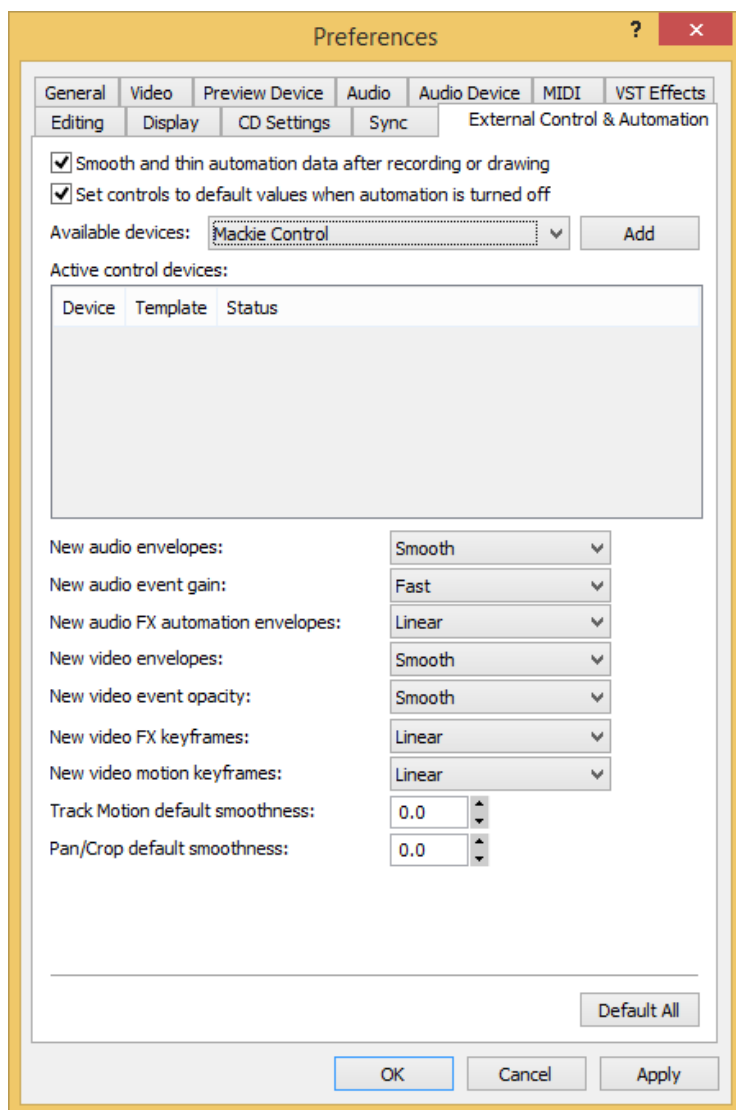 Preferences
?
General Video Preview Device Audio Audio Device MIDI VST Effects
Editing Display CD Settings Sync External Control & Automation
Smooth and thin automation data after recording or drawing
Set controls to default values when automation is turned off
Available devices: Mackie Control Add
Active control devices:
Device Template Status
New audio envelopes: Smooth
New audio event gain: Fast
New audio FX automation envelopes: Linear
New video envelopes: Smooth
New video event opacity: Smooth
New video FX keyframes: Linear
New video motion keyframes: Linear
Track Motion default smoothness: 0.0
Pan/Crop default smoothness: 0.0
Default All
OK Cancel Apply